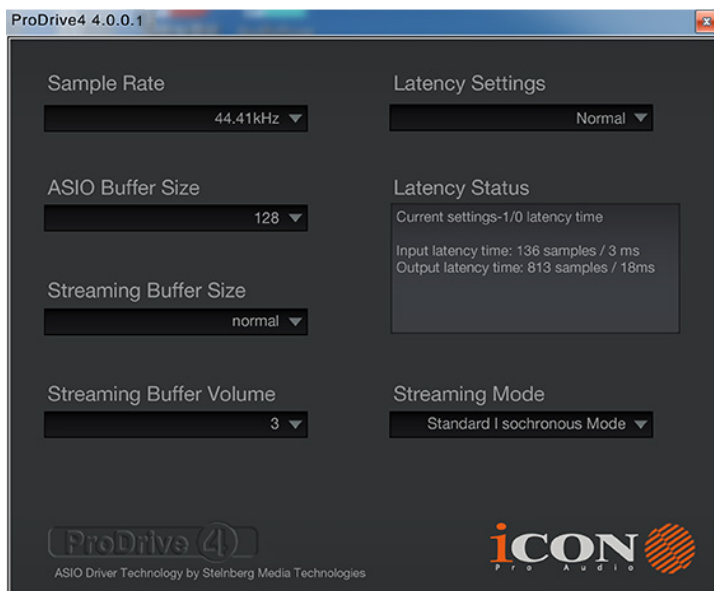 ProDrive4 4.0.0.1
Sample Rate
44.41kHz
ASIO Buffer Size
128
Streaming Buffer Size
normal
Streaming Buffer Volume
3
Latency Settings
Normal
Latency Status
Current settings-1/0 latency time
Input latency time: 136 samples / 3 ms
Output latency time: 813 samples / 18ms
Streaming Mode
Standard I sochronous Mode
ProDrive 4
ASIO Driver Technology by Stelnberg Media Technologies
iCON
Pro Audio